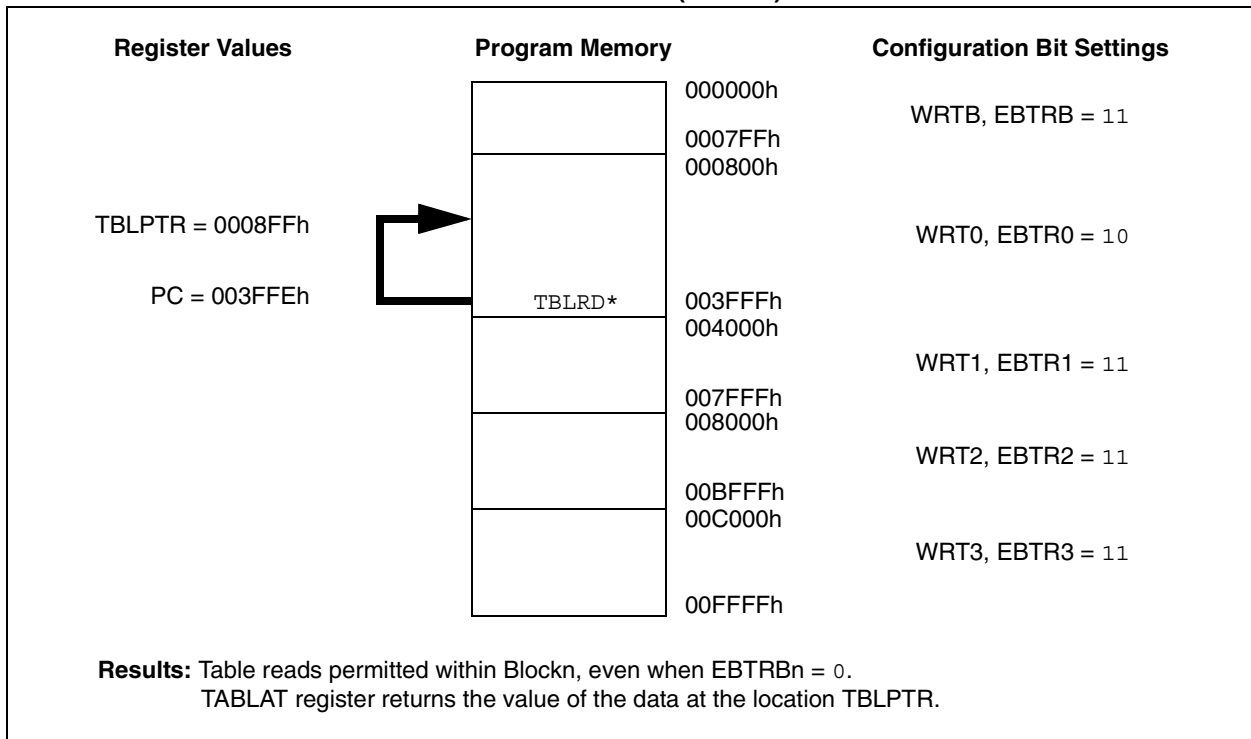 Register Values
Program Memory
Configuration Bit Settings
000000h
WRTB, EBTRB = 11
0007FFh
000800h
TBLPTR = 0008FFh
WRT0, EBTR0 = 10
PC = 003FFEh
TBLRD*
003FFFh
004000h
WRT1, EBTR1 = 11
007FFFh
008000h
WRT2, EBTR2 = 11
00BFFFh
00C000h
WRT3, EBTR3 = 11
00FFFFh
Results: Table reads permitted within Blockn, even when EBTRBn = 0.
TABLAT register returns the value of the data at the location TBLPTR.